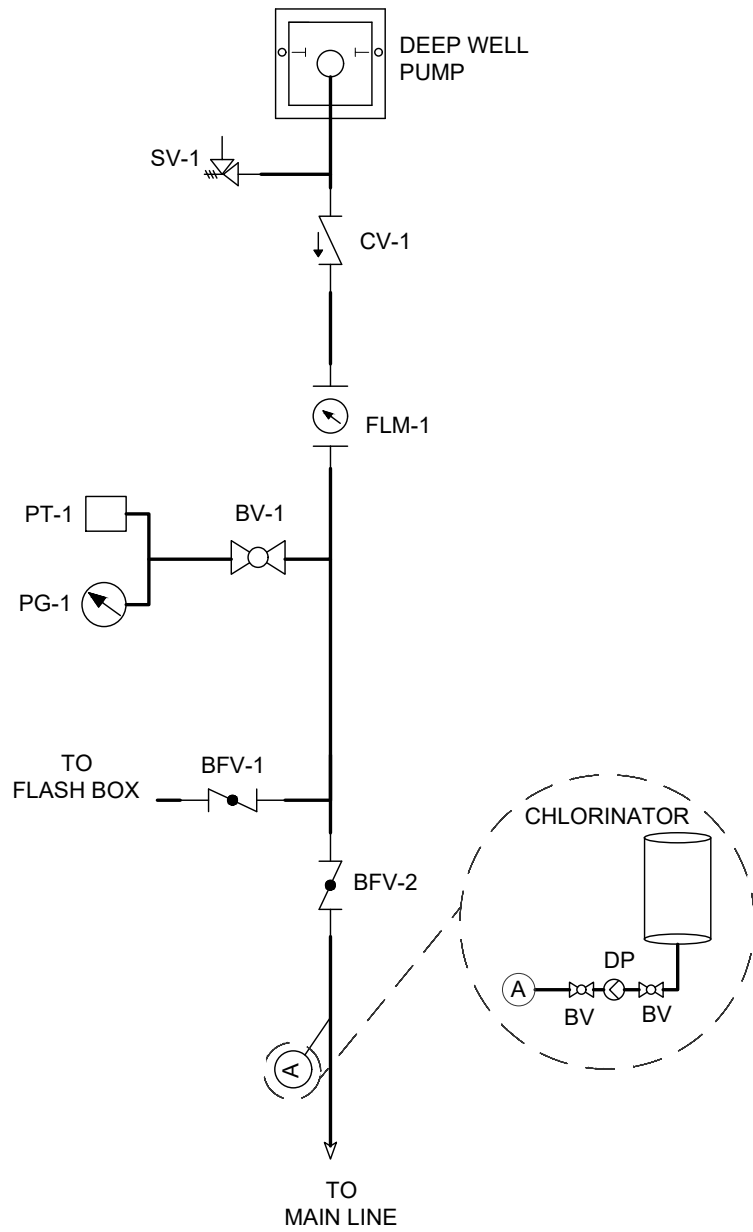 DEEP WELL
PUMP
SV-1
CV-1
FLM-1
PT-1
BV-1
PG-1
TO
FLASH BOX
BFV-1
BFV-2
CHLORINATOR
DP
A
BV
BV
A
TO
MAIN LINE